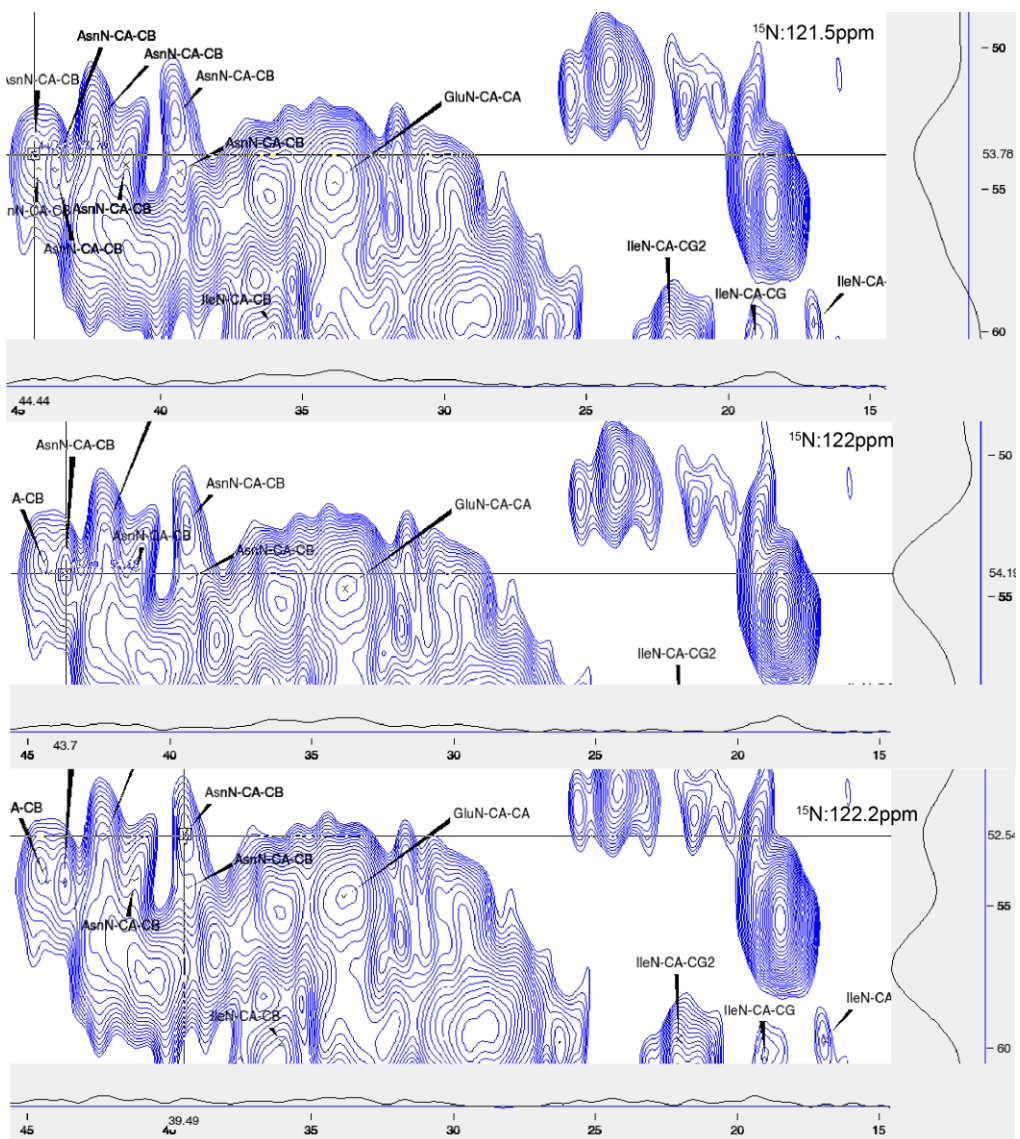 AsnN-CA-CB
¹⁵N:121.5ppm
AsnN-CA-CB
AsnN-CA-CB
AsnN-CA-CB
GluN-CA-CA
AsnN-CA-CB
AsnN-CA-CB
AsnN-CA-CB
IleN-CA-CG2
IleN-CA-CB
IleN-CA-CG
IleN-CA-
50
53.78
55
60
44.44
40
35
30
25
20
15
¹⁵N:122ppm
AsnN-CA-CB
AsnN-CA-CB
GluN-CA-CA
A-CB
AsnN-CA-CB
AsnN-CA-CB
IleN-CA-CG2
50
54.19
55
45
43.7
40
35
30
25
20
15
AsnN-CA-CB
¹⁵N:122.2ppm
A-CB
GluN-CA-CA
AsnN-CA-CB
AsnN-CA-CB
IleN-CA-CG2
IleN-CA-CB
IleN-CA-CG
IleN-CA
52.54
55
60
45
39.49
35
30
25
20
15